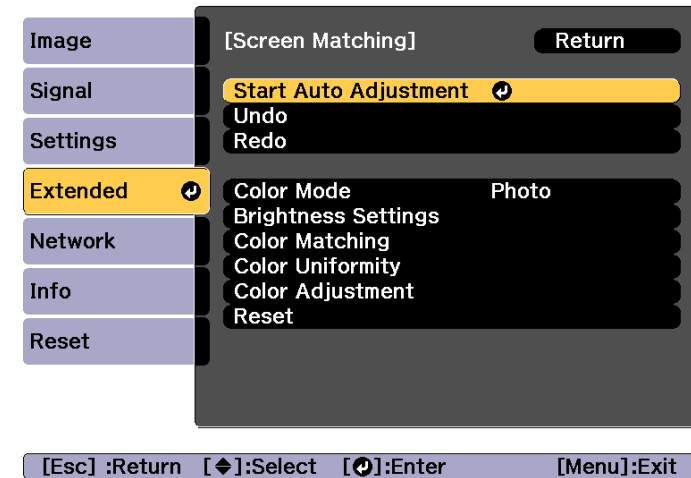 Image
Signal
Settings
Extended
Network
Info
Reset
[Screen Matching] Return
Start Auto Adjustment
Undo
Redo
Color Mode Photo
Brightness Settings
Color Matching
Color Uniformity
Color Adjustment
Reset
[Esc] :Return [◆]:Select [↵]:Enter [Menu]:Exit